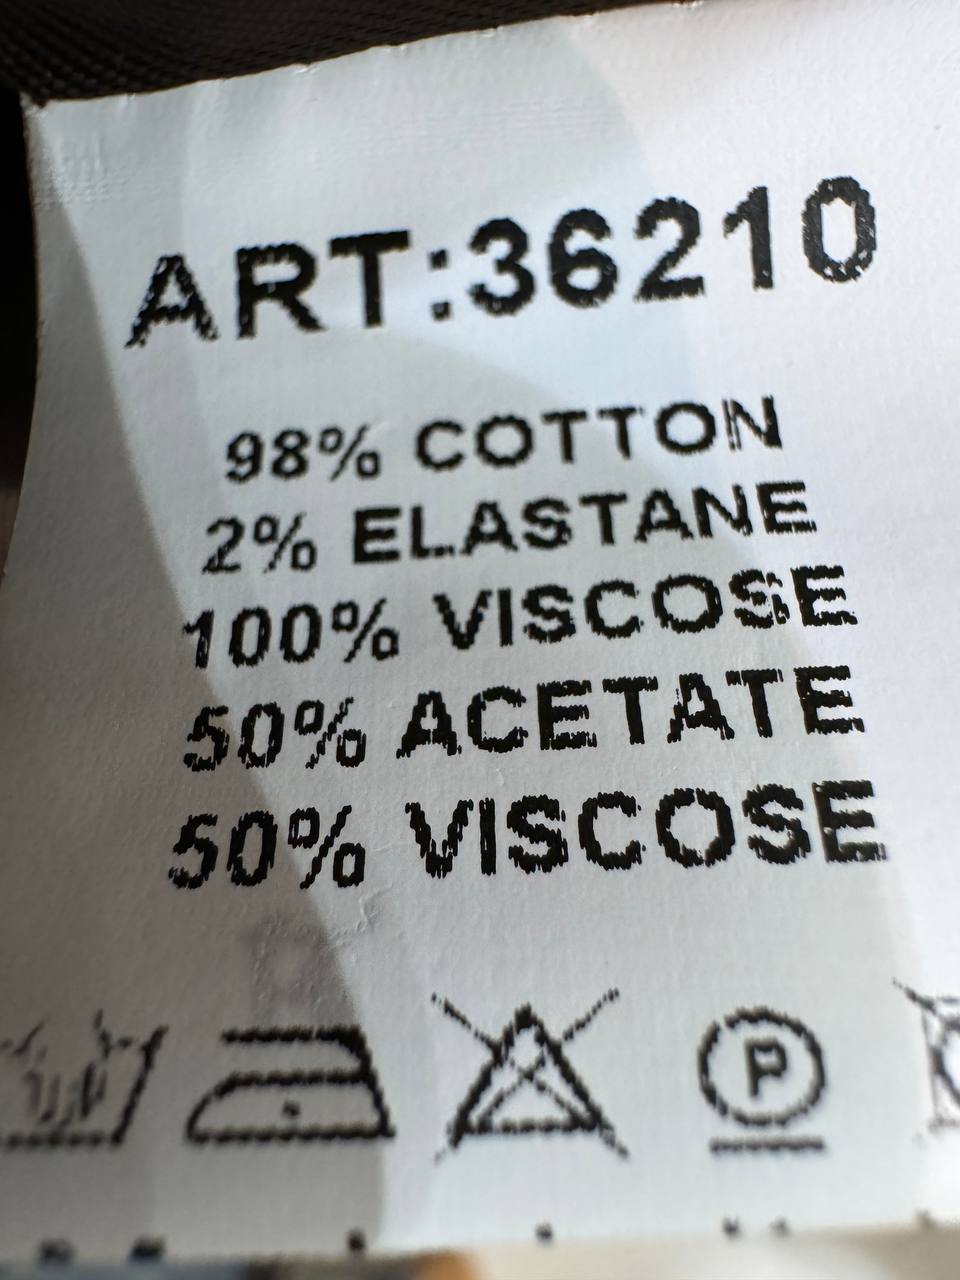 ART:36210
98% COTTON
2% ELASTANE
100% VISCOSE
50% ACETATE
50% VISCOSE
P